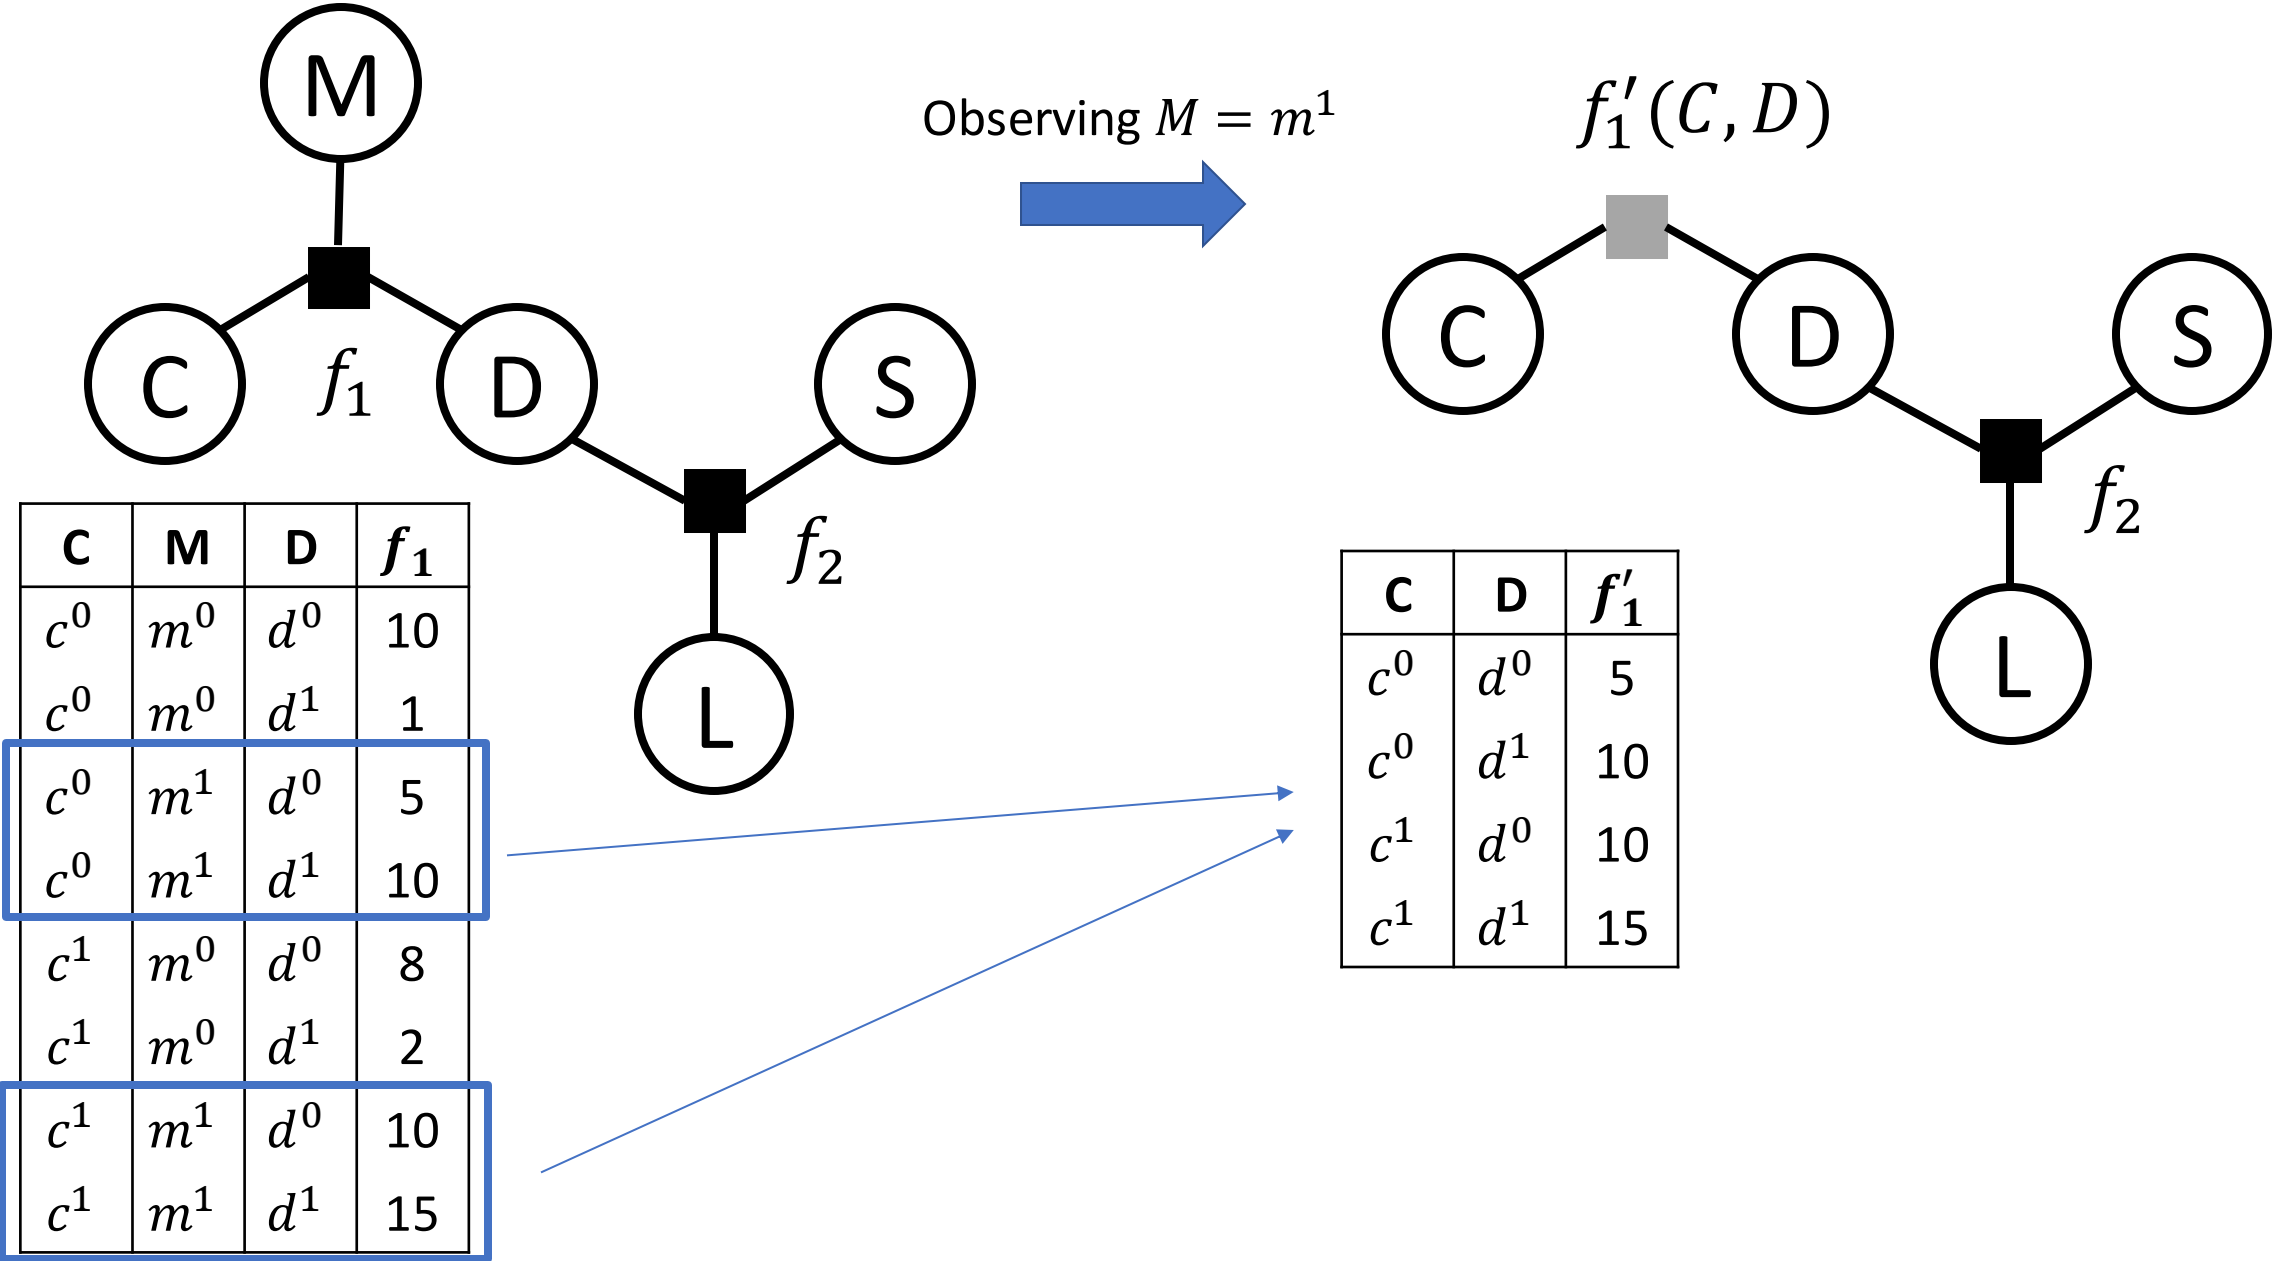 M
Observing M = m¹
f₁′(C, D)
C
D
S
f₁
f₂
L
C
D
S
f₂
L
C M D f₁
c⁰ m⁰ d⁰ 10
c⁰ m⁰ d¹ 1
c⁰ m¹ d⁰ 5
c⁰ m¹ d¹ 10
c¹ m⁰ d⁰ 8
c¹ m⁰ d¹ 2
c¹ m¹ d⁰ 10
c¹ m¹ d¹ 15
C D f₁′
c⁰ d⁰ 5
c⁰ d¹ 10
c¹ d⁰ 10
c¹ d¹ 15